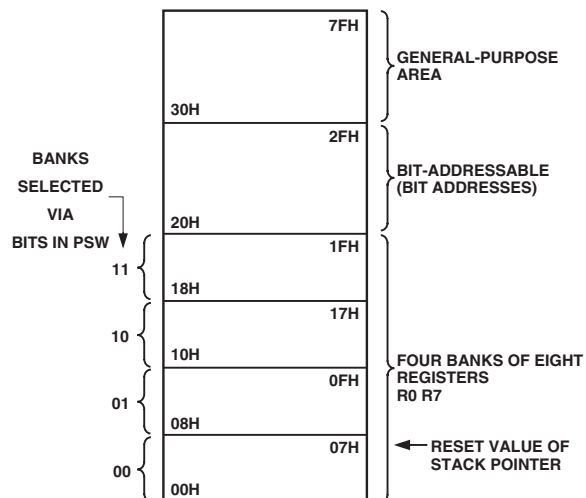 7FH
GENERAL-PURPOSE
AREA
30H
2FH
BANKS
SELECTED
VIA
BITS IN PSW
BIT-ADDRESSABLE
(BIT ADDRESSES)
20H
1FH
11
18H
17H
10
10H
FOUR BANKS OF EIGHT
REGISTERS
R0 R7
0FH
01
08H
07H
RESET VALUE OF
STACK POINTER
00
00H